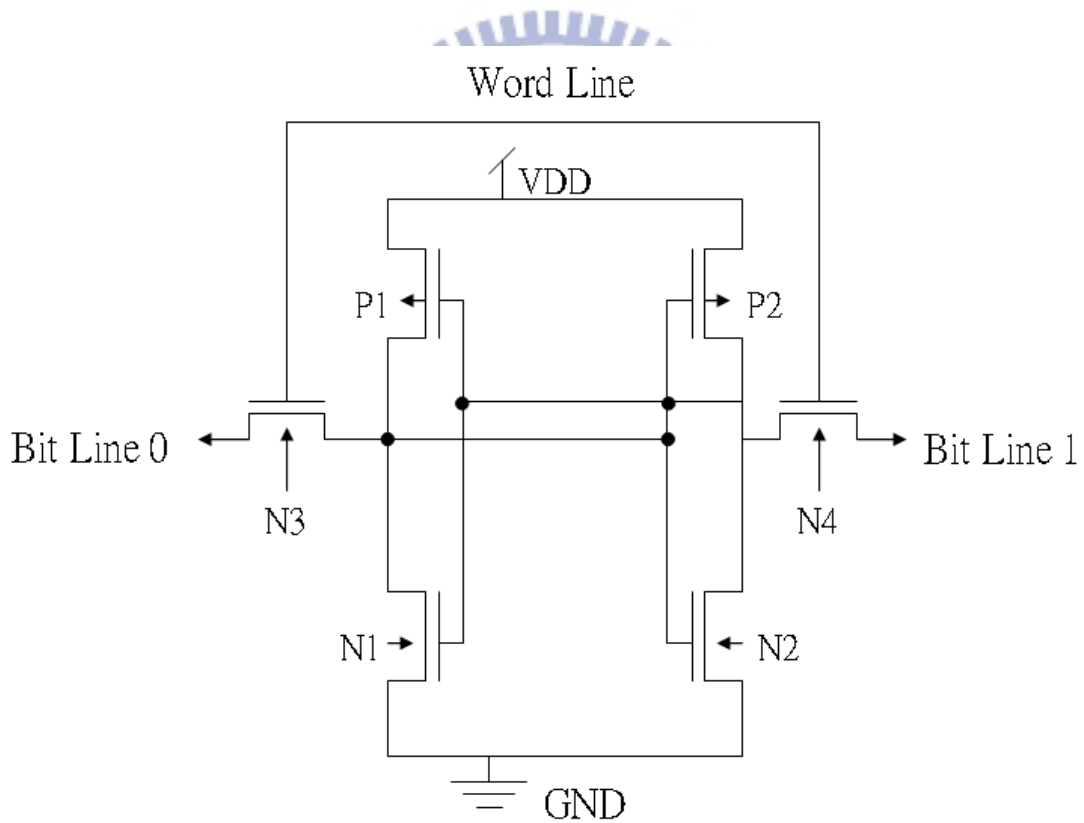 Word Line
VDD
P1
P2
Bit Line 0
Bit Line 1
N3
N4
N1
N2
GND